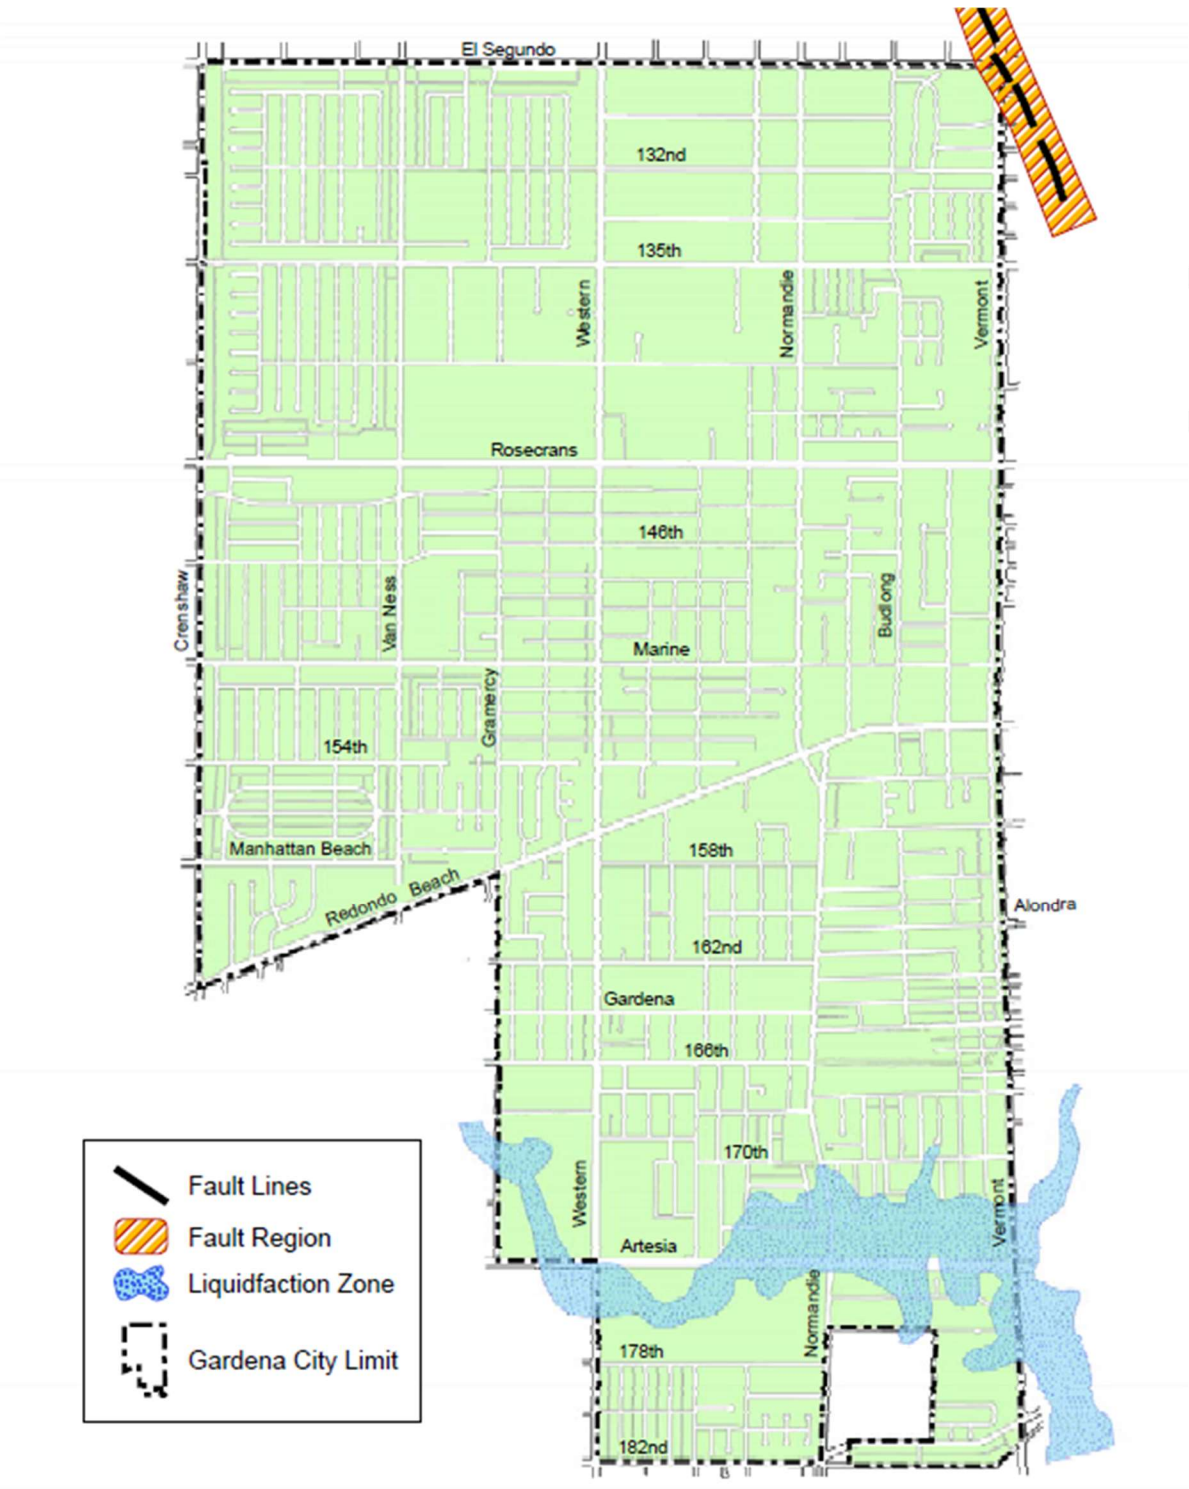 El Segundo
132nd
135th
Western
Normandie
Vermont
Rosecrans
146th
Crenshaw
Van Ness
Budlong
Marine
Gramercy
154th
Manhattan Beach
158th
Redondo Beach
Alondra
162nd
Gardena
166th
170th
Western
Vermont
Artesia
Normandie
178th
182nd
Fault Lines
Fault Region
Liquidfaction Zone
Gardena City Limit